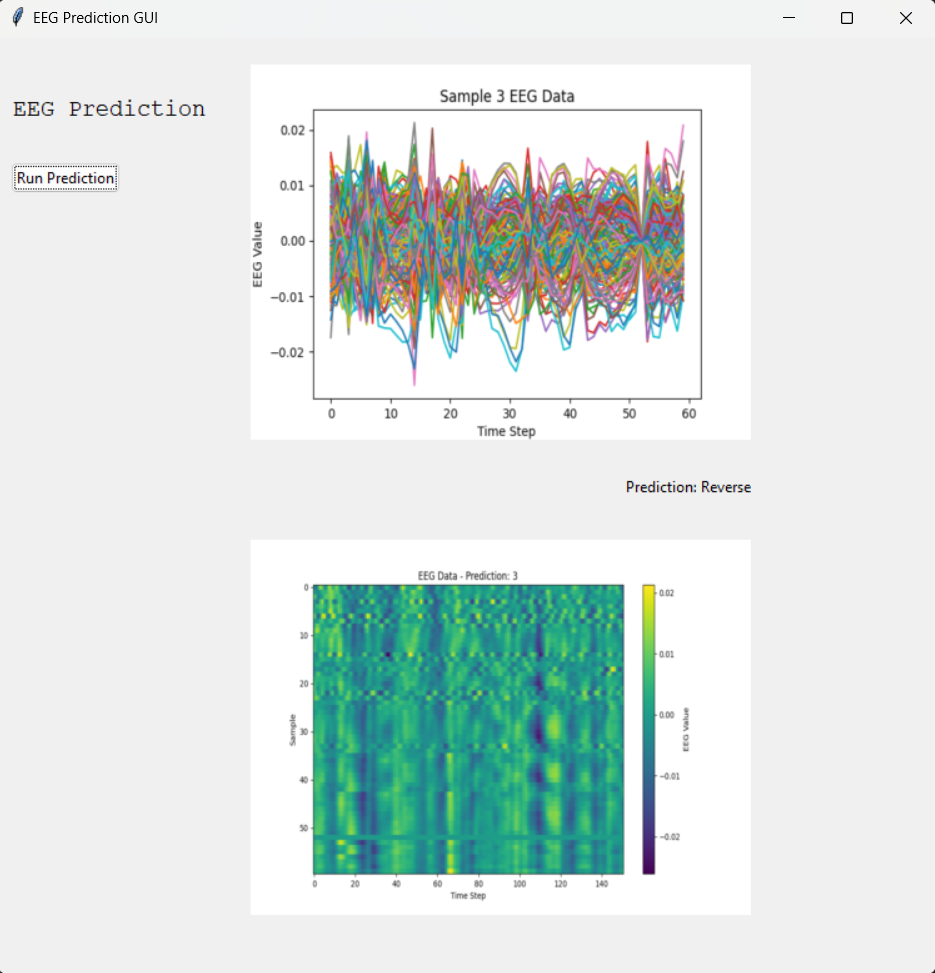 EEG Prediction GUI
EEG Prediction
Run Prediction
Sample 3 EEG Data
EEG Value
0.02
0.01
0.00
−0.01
−0.02
0 10 20 30 40 50 60
Time Step
Prediction: Reverse
EEG Data - Prediction: 3
Sample
0
10
20
30
40
50
0 20 40 60 80 100 120 140
Time Step
0.02
0.01
0.00
−0.01
−0.02
EEG Value